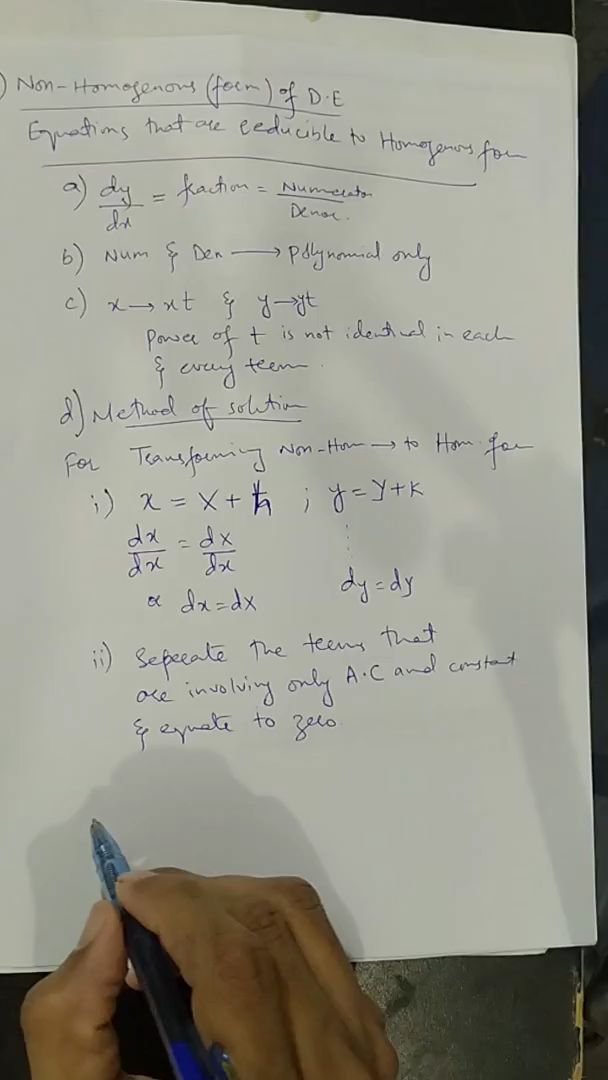 ) Non-Homogenous (form) of D.E
Equations that are reducible to Homogenous form
a) dy/dx = fraction = Numerator/Denor.
b) Num & Den → polynomial only
c) x → xt & y → yt
Power of t is not identical in each
& every term.
d) Method of solution
For Transforming Non-Hom → to Hom. form
i) x = X + h ; y = Y + K
dx/dx = dX/dx
or dx = dX dy = dY
ii) Seperate the terms that
are involving only A.C and constant
& equate to zero.